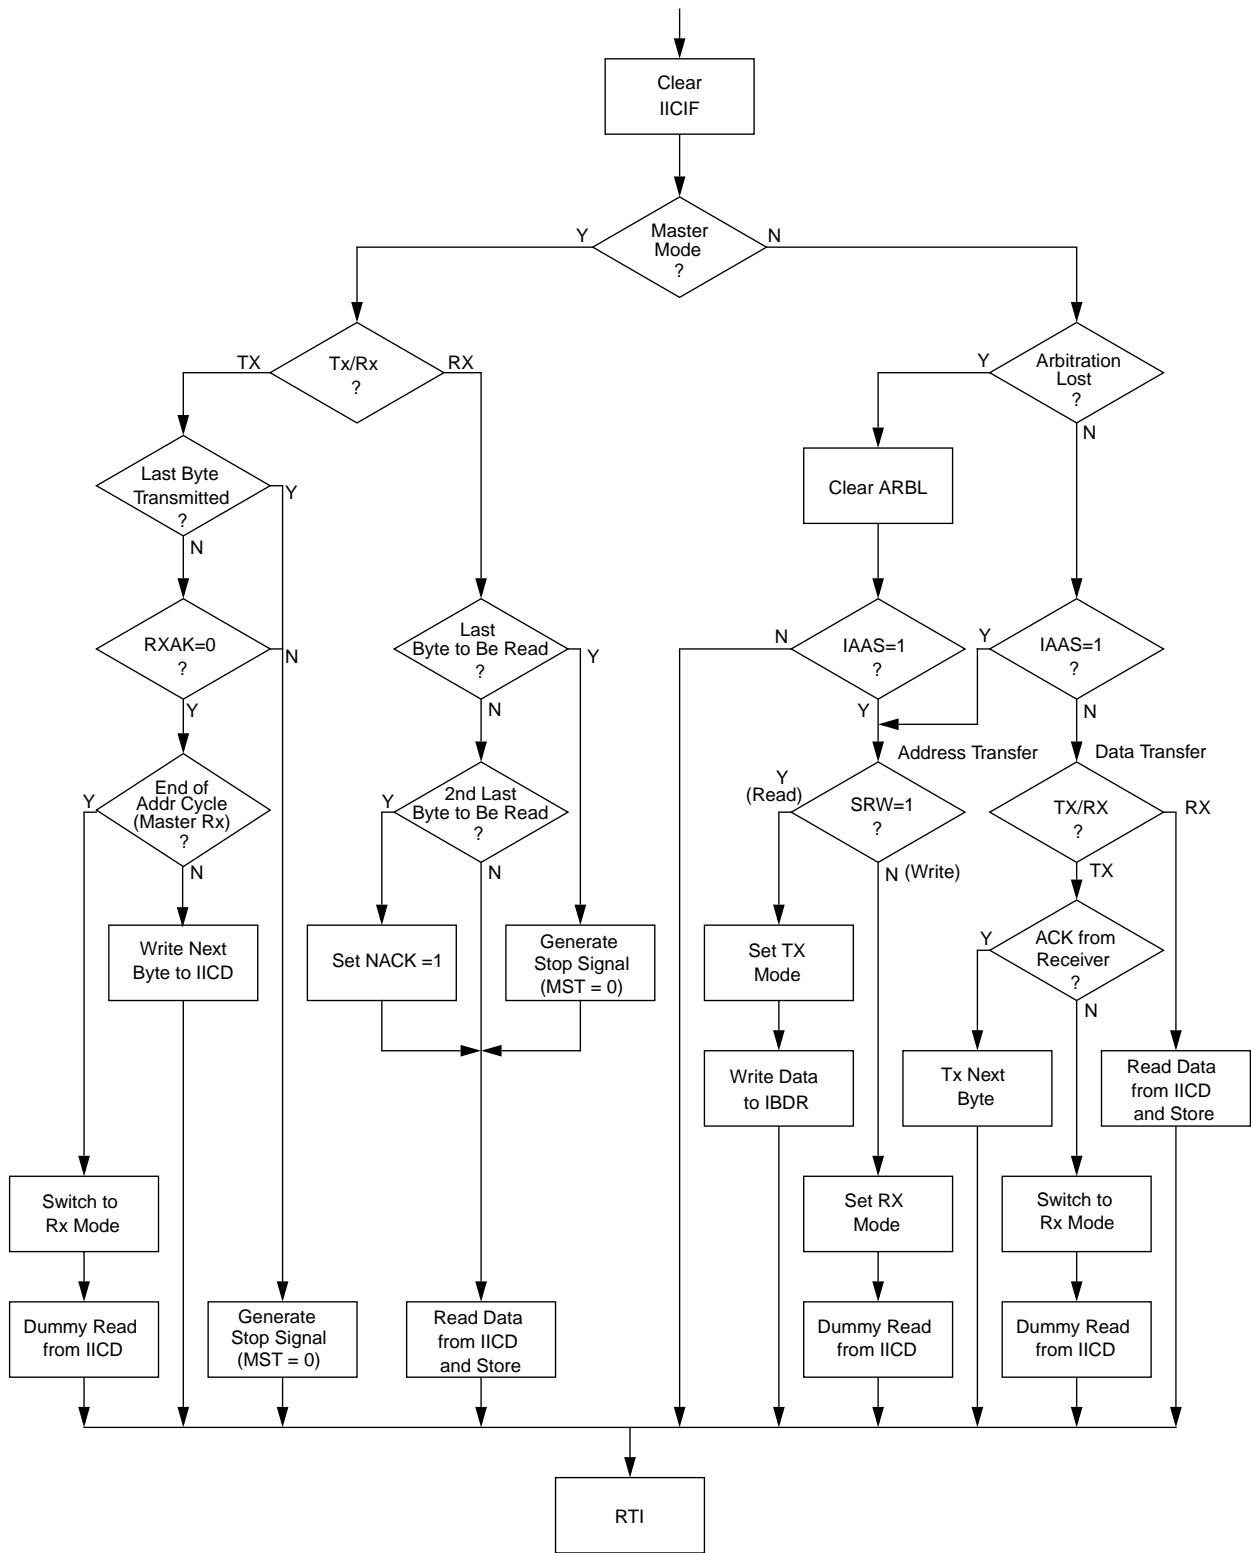 Clear
IICIF
Master
Mode
?
Y
N
Tx/Rx
?
TX
RX
Arbitration
Lost
?
Y
N
Last Byte
Transmitted
?
Y
N
Clear ARBL
RXAK=0
?
N
Y
Last
Byte to Be Read
?
Y
N
IAAS=1
?
N
Y
IAAS=1
?
Y
N
Address Transfer
Data Transfer
End of
Addr Cycle
(Master Rx)
?
Y
N
2nd Last
Byte to Be Read
?
Y
N
Y
(Read)
SRW=1
?
N (Write)
TX/RX
?
RX
TX
Write Next
Byte to IICD
Set NACK =1
Generate
Stop Signal
(MST = 0)
Set TX
Mode
ACK from
Receiver
?
Y
N
Write Data
to IBDR
Tx Next
Byte
Read Data
from IICD
and Store
Switch to
Rx Mode
Set RX
Mode
Switch to
Rx Mode
Dummy Read
from IICD
Generate
Stop Signal
(MST = 0)
Read Data
from IICD
and Store
Dummy Read
from IICD
Dummy Read
from IICD
RTI